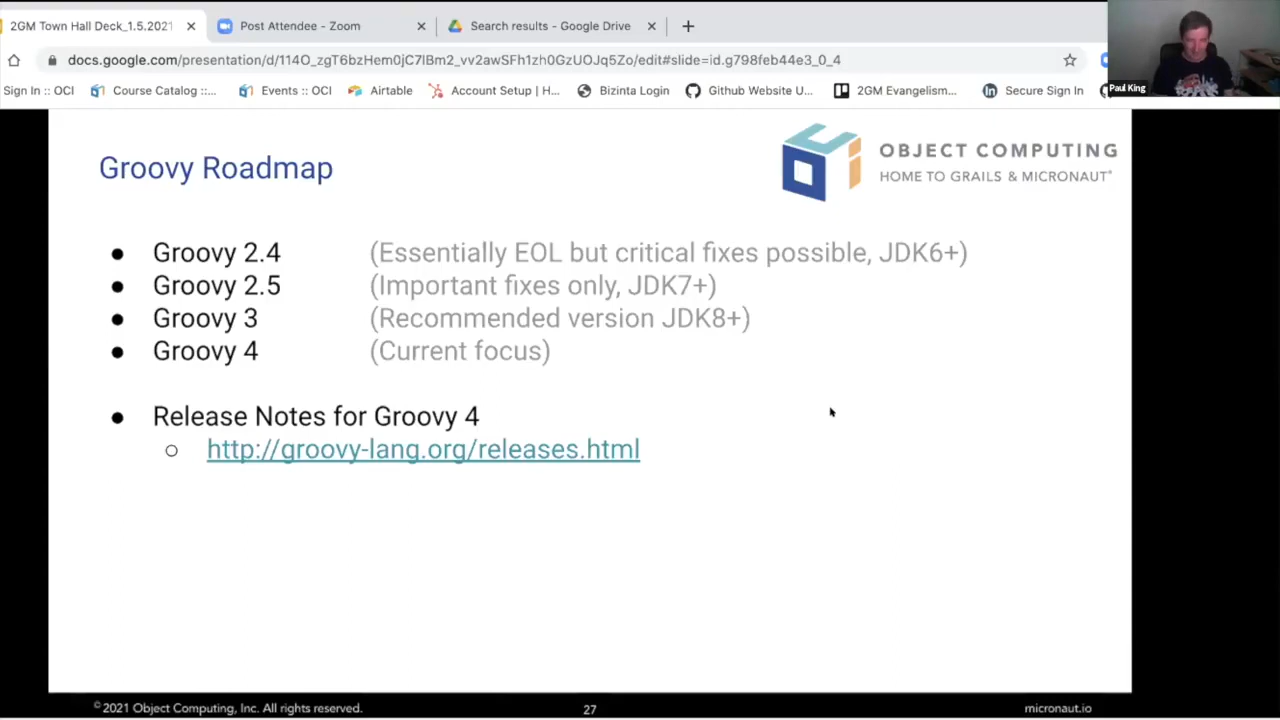 2GM Town Hall Deck_1.5.2021
Post Attendee - Zoom
Search results - Google Drive
docs.google.com/presentation/d/114O_zgT6bzHem0jC7lBm2_vv2awSFh1zh0GzUOJq5Zo/edit#slide=id.g798feb44e3_0_4
Sign In :: OCI
Course Catalog ::...
Events :: OCI
Airtable
Account Setup | H...
Bizinta Login
Github Website U...
2GM Evangelism...
Secure Sign In
Paul King
Groovy Roadmap
OBJECT COMPUTING
HOME TO GRAILS & MICRONAUT®
● Groovy 2.4 (Essentially EOL but critical fixes possible, JDK6+)
● Groovy 2.5 (Important fixes only, JDK7+)
● Groovy 3 (Recommended version JDK8+)
● Groovy 4 (Current focus)
● Release Notes for Groovy 4
○ http://groovy-lang.org/releases.html
©2021 Object Computing, Inc. All rights reserved.
27
micronaut.io